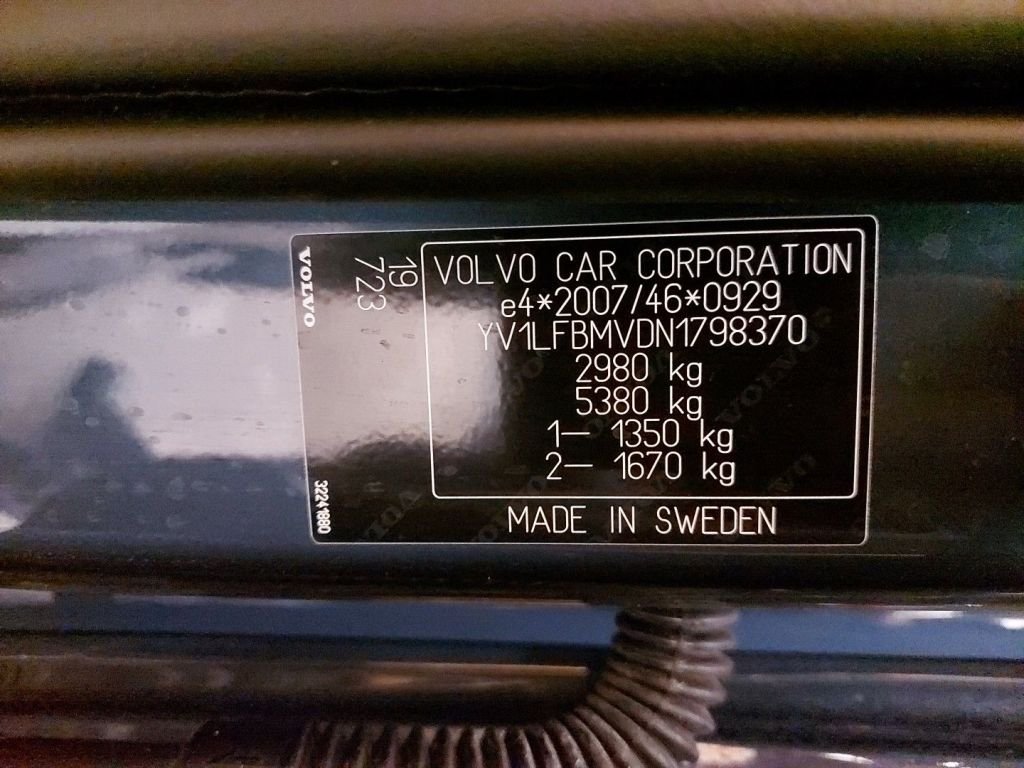 VOLVO
19
723
32241880
VOLVO CAR CORPORATION
e4*2007/46*0929
YV1LFBMVDN1798370
2980 kg
5380 kg
1— 1350 kg
2— 1670 kg
MADE IN SWEDEN